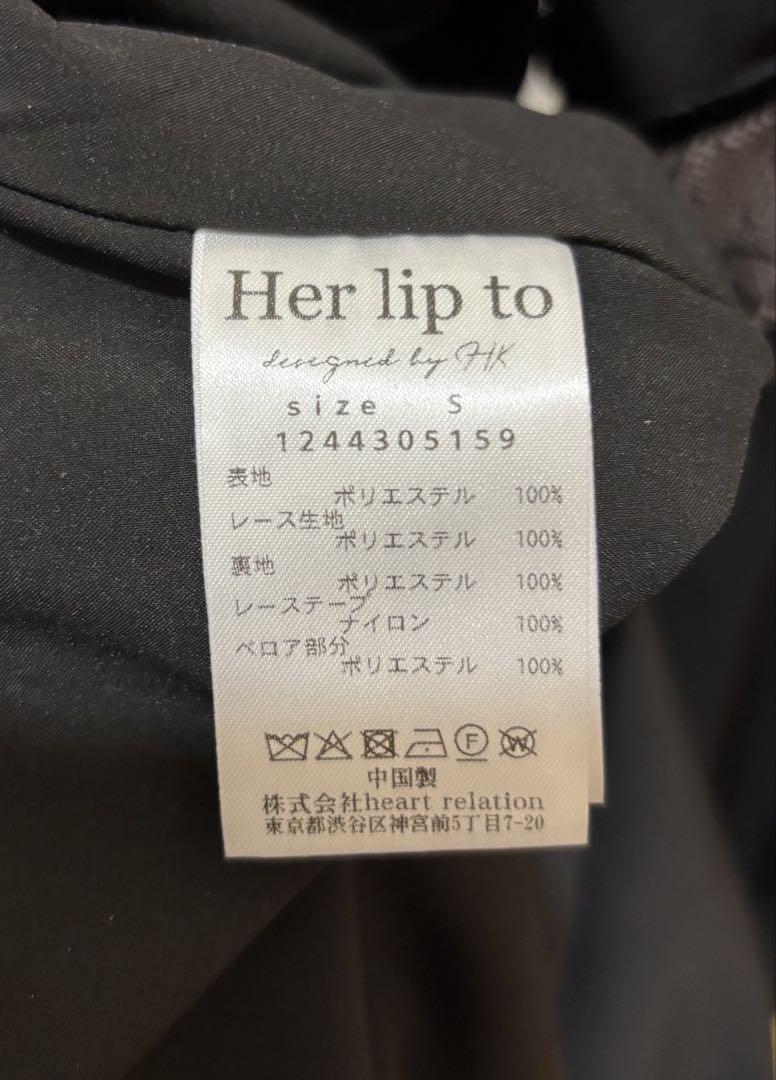 Her lip to
designed by HK
size S
1244305159
表地
ポリエステル 100%
レース生地
ポリエステル 100%
裏地
ポリエステル 100%
レーステープ
ナイロン 100%
ベロア部分
ポリエステル 100%
F W
中国製
株式会社heart relation
東京都渋谷区神宮前5丁目7-20